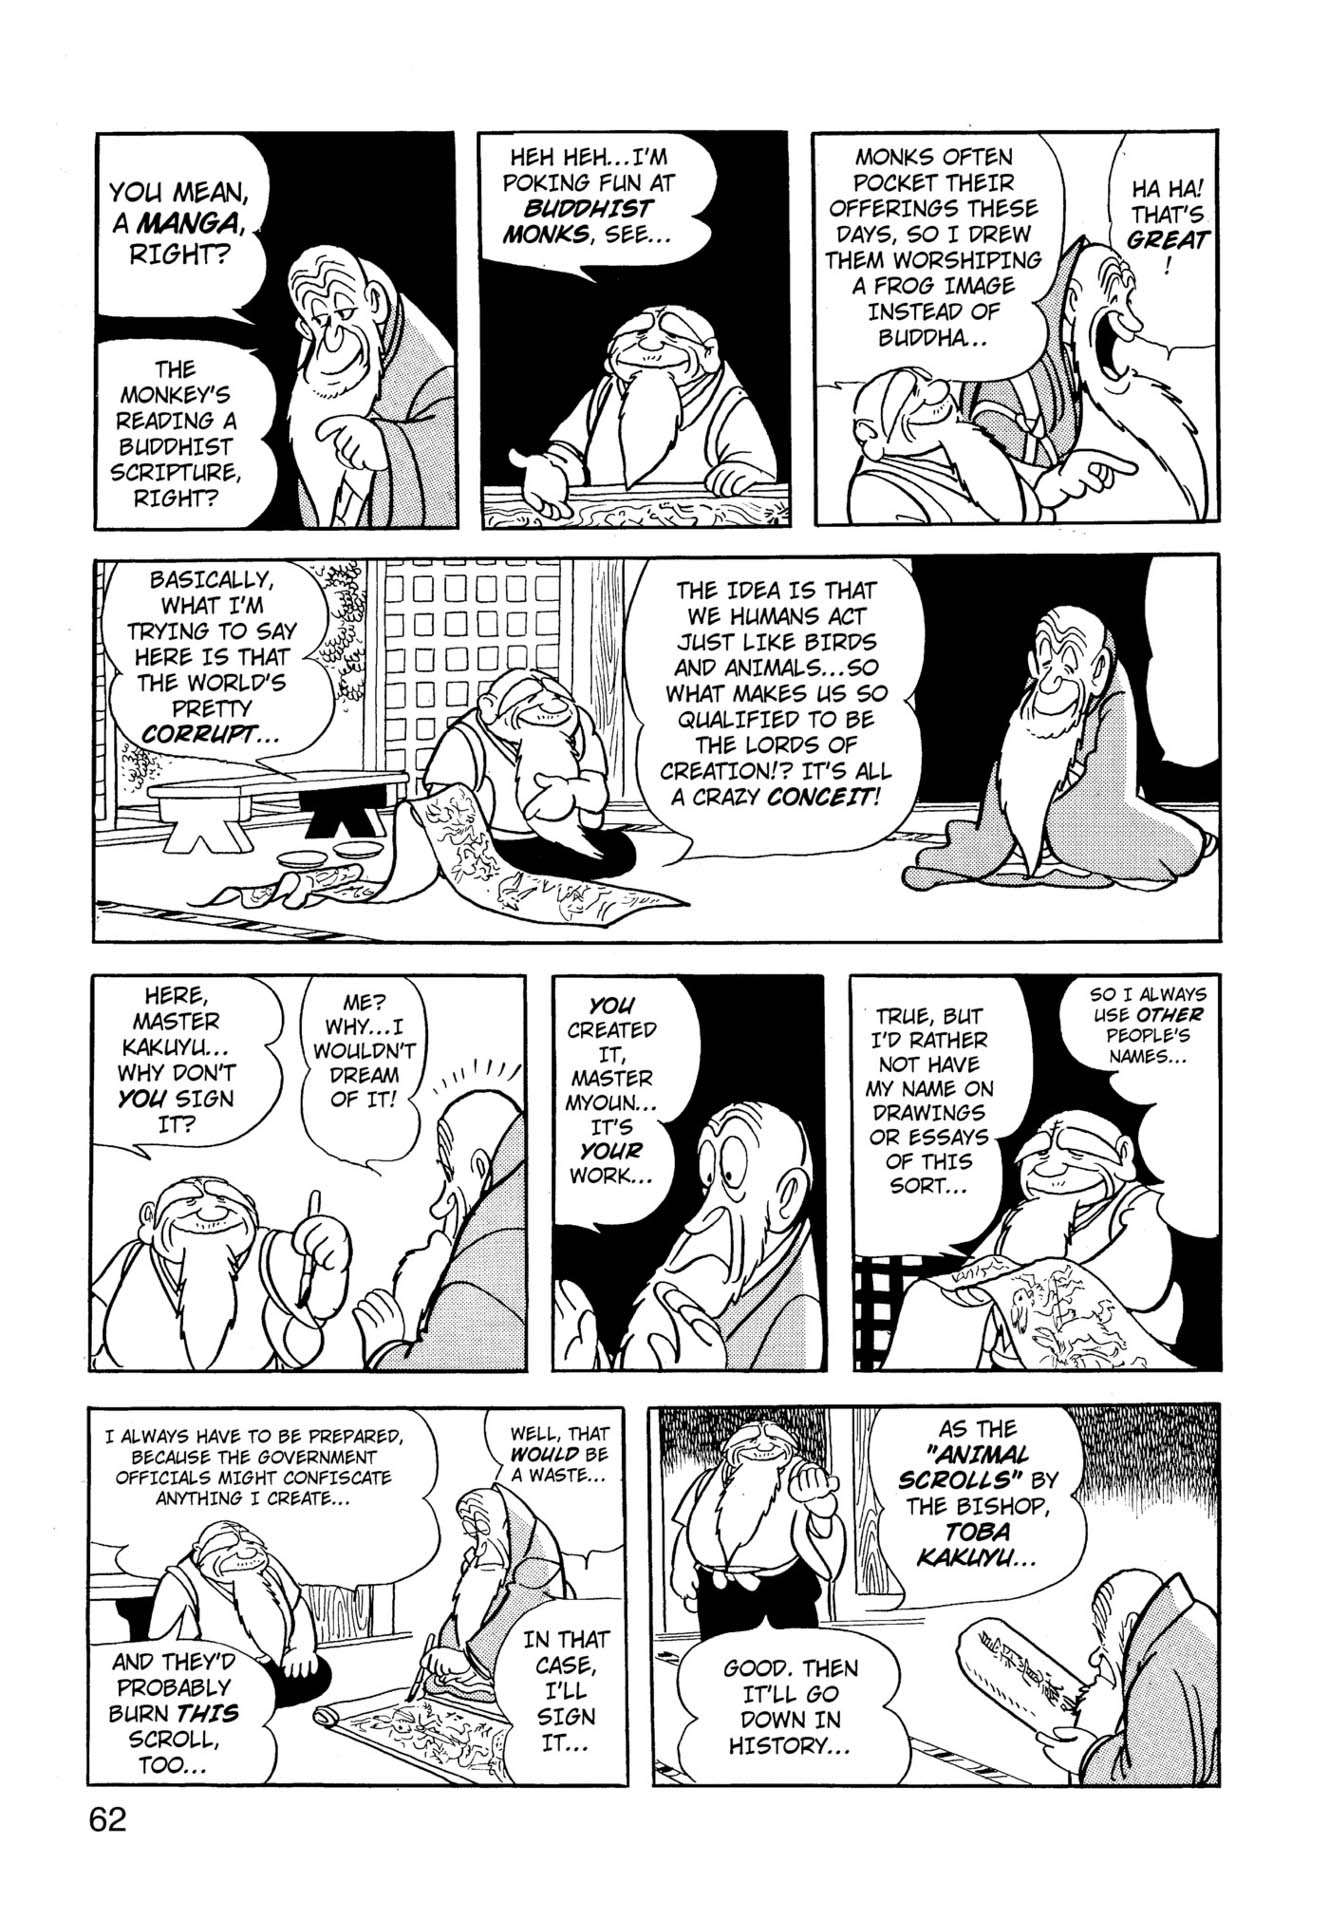 YOU MEAN,
A MANGA,
RIGHT?
THE
MONKEY'S
READING A
BUDDHIST
SCRIPTURE,
RIGHT?
HEH HEH...I'M
POKING FUN AT
BUDDHIST
MONKS, SEE...
MONKS OFTEN
POCKET THEIR
OFFERINGS THESE
DAYS, SO I DREW
THEM WORSHIPING
A FROG IMAGE
INSTEAD OF
BUDDHA...
HA HA!
THAT'S
GREAT
!
BASICALLY,
WHAT I'M
TRYING TO SAY
HERE IS THAT
THE WORLD'S
PRETTY
CORRUPT...
THE IDEA IS THAT
WE HUMANS ACT
JUST LIKE BIRDS
AND ANIMALS...SO
WHAT MAKES US SO
QUALIFIED TO BE
THE LORDS OF
CREATION!? IT'S ALL
A CRAZY CONCEIT!
HERE,
MASTER
KAKUYU...
WHY DON'T
YOU SIGN
IT?
ME?
WHY...I
WOULDN'T
DREAM
OF IT!
YOU
CREATED
IT,
MASTER
MYOUN...
IT'S
YOUR
WORK...
TRUE, BUT
I'D RATHER
NOT HAVE
MY NAME ON
DRAWINGS
OR ESSAYS
OF THIS
SORT...
SO I ALWAYS
USE OTHER
PEOPLE'S
NAMES...
I ALWAYS HAVE TO BE PREPARED,
BECAUSE THE GOVERNMENT
OFFICIALS MIGHT CONFISCATE
ANYTHING I CREATE...
AND THEY'D
PROBABLY
BURN THIS
SCROLL,
TOO...
WELL, THAT
WOULD BE
A WASTE...
IN THAT
CASE,
I'LL
SIGN
IT...
AS THE
"ANIMAL
SCROLLS" BY
THE BISHOP,
TOBA
KAKUYU...
GOOD. THEN
IT'LL GO
DOWN IN
HISTORY...
62